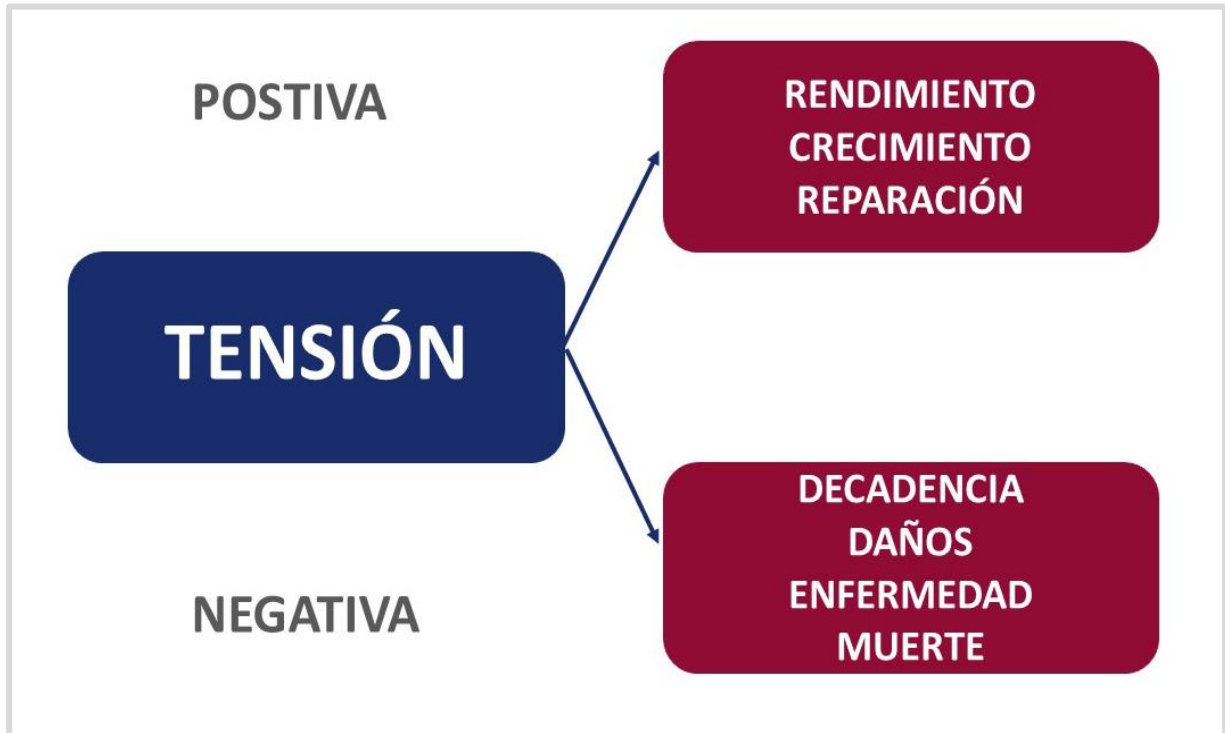 POSTIVA
RENDIMIENTO
CRECIMIENTO
REPARACIÓN
TENSIÓN
DECADENCIA
DAÑOS
ENFERMEDAD
MUERTE
NEGATIVA